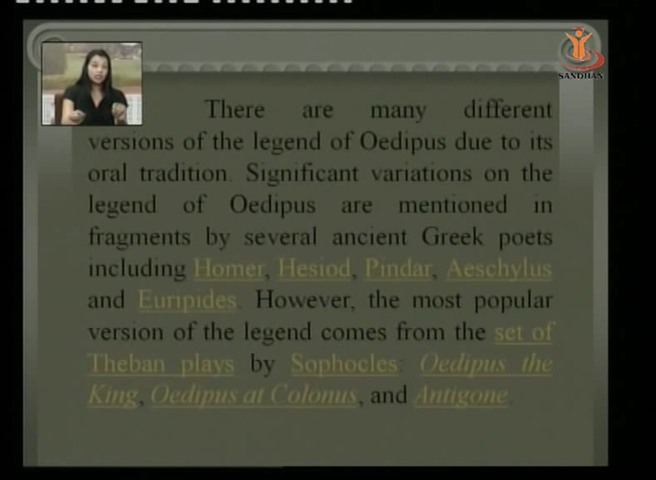 SANDHAN
There are many different
versions of the legend of Oedipus due to its
oral tradition. Significant variations on the
legend of Oedipus are mentioned in
fragments by several ancient Greek poets
including Homer, Hesiod, Pindar, Aeschylus
and Euripides. However, the most popular
version of the legend comes from the set of
Theban plays by Sophocles: Oedipus the
King, Oedipus at Colonus, and Antigone.